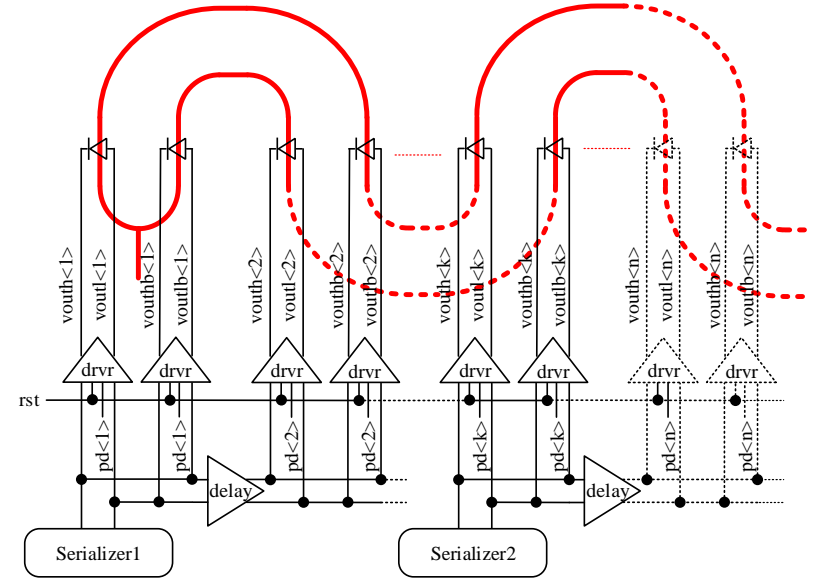 vouth<1>
voutl<1>
vouthb<1>
voutlb<1>
vouth<2>
voutl<2>
vouthb<2>
voutlb<2>
vouth<k>
voutl<k>
vouthb<k>
voutlb<k>
vouth<n>
voutl<n>
vouthb<n>
voutlb<n>
drvr
drvr
drvr
drvr
drvr
drvr
drvr
drvr
rst
pd<1>
pd<1>
pd<2>
pd<2>
pd<k>
pd<k>
pd<n>
pd<n>
delay
delay
Serializer1
Serializer2